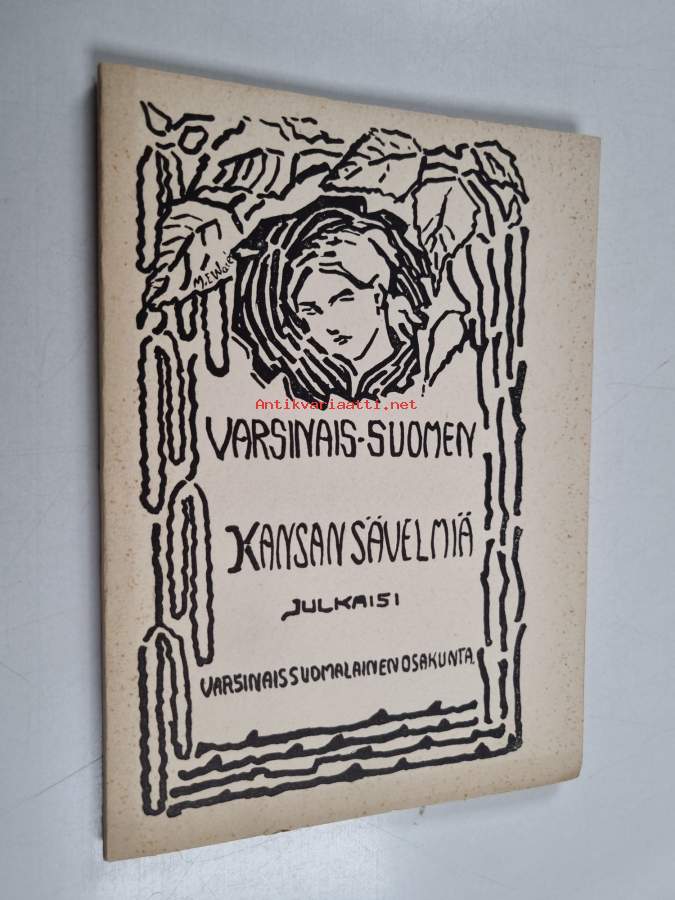 Antikvariaatti.net
VARSINAIS-SUOMEN
KANSAN SÄVELMIÄ
JULKAISI
VARSINAISSUOMALAINEN OSAKUNTA.